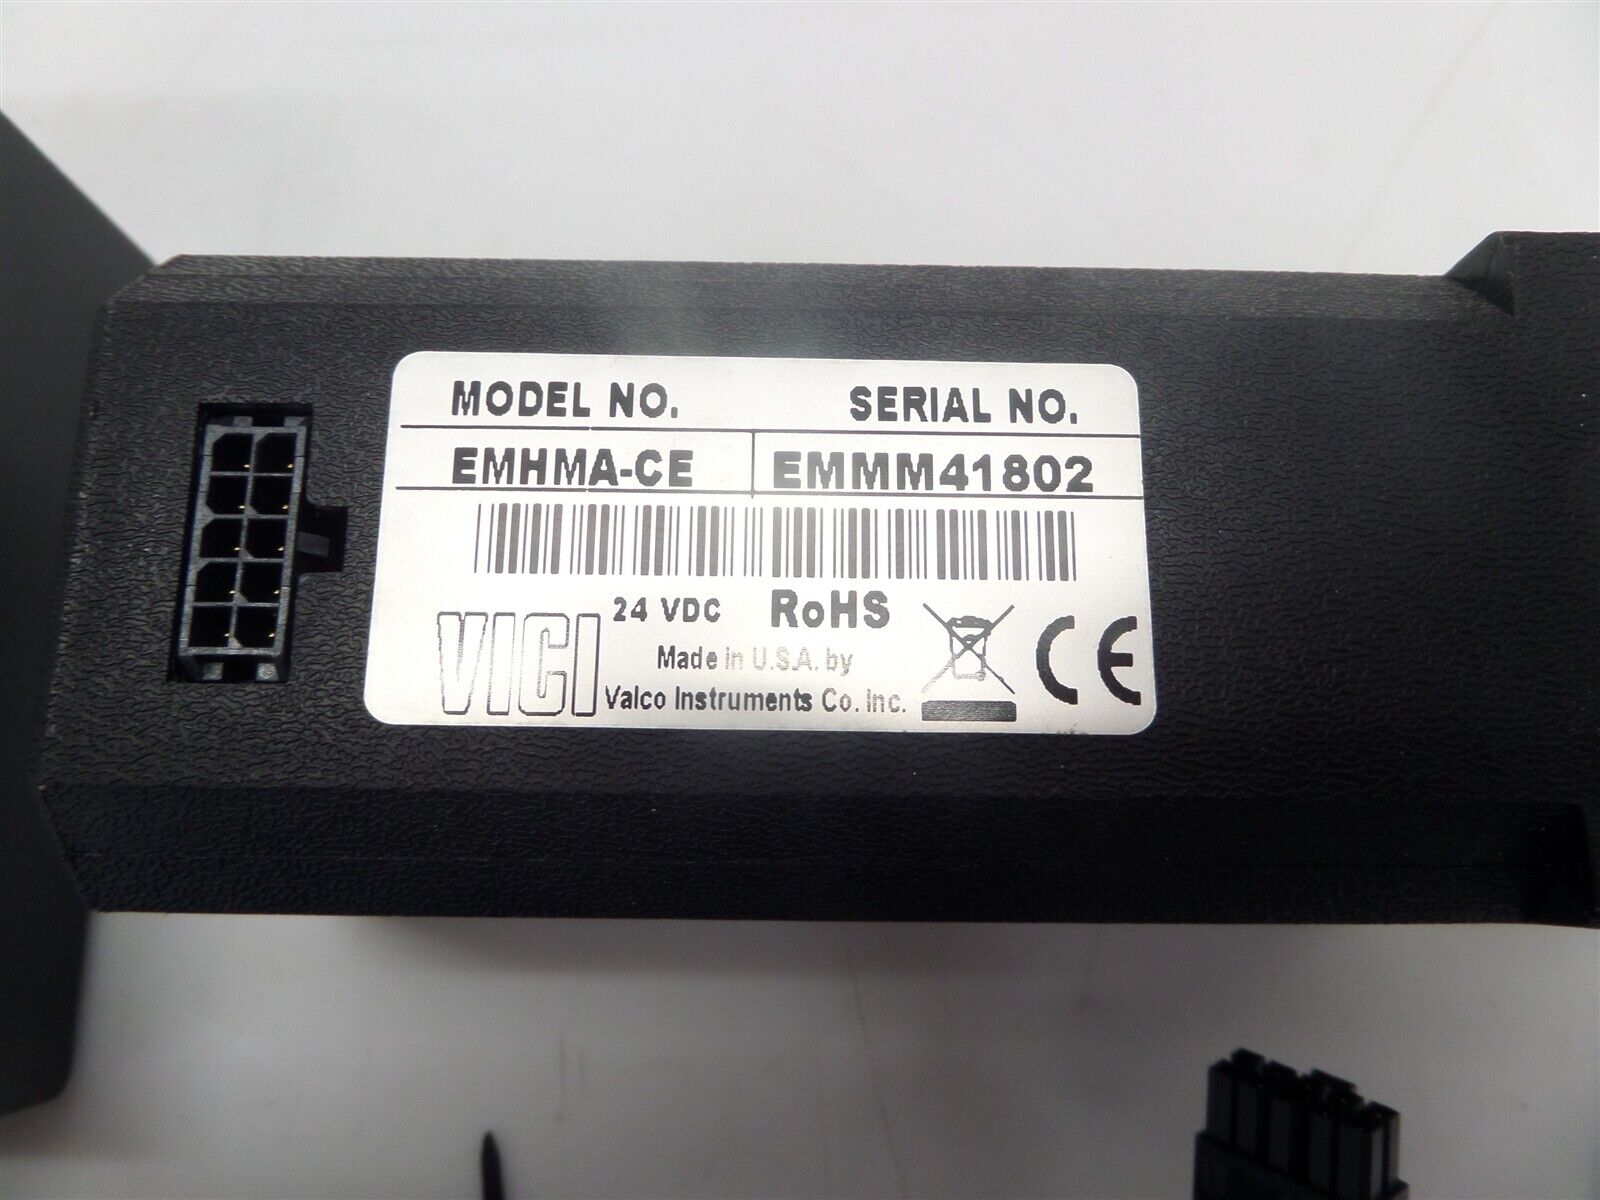 MODEL NO. SERIAL NO.
EMHMA-CE EMMM41802
VICI 24 VDC RoHS
Made in U.S.A. by
Valco Instruments Co. Inc.
CE